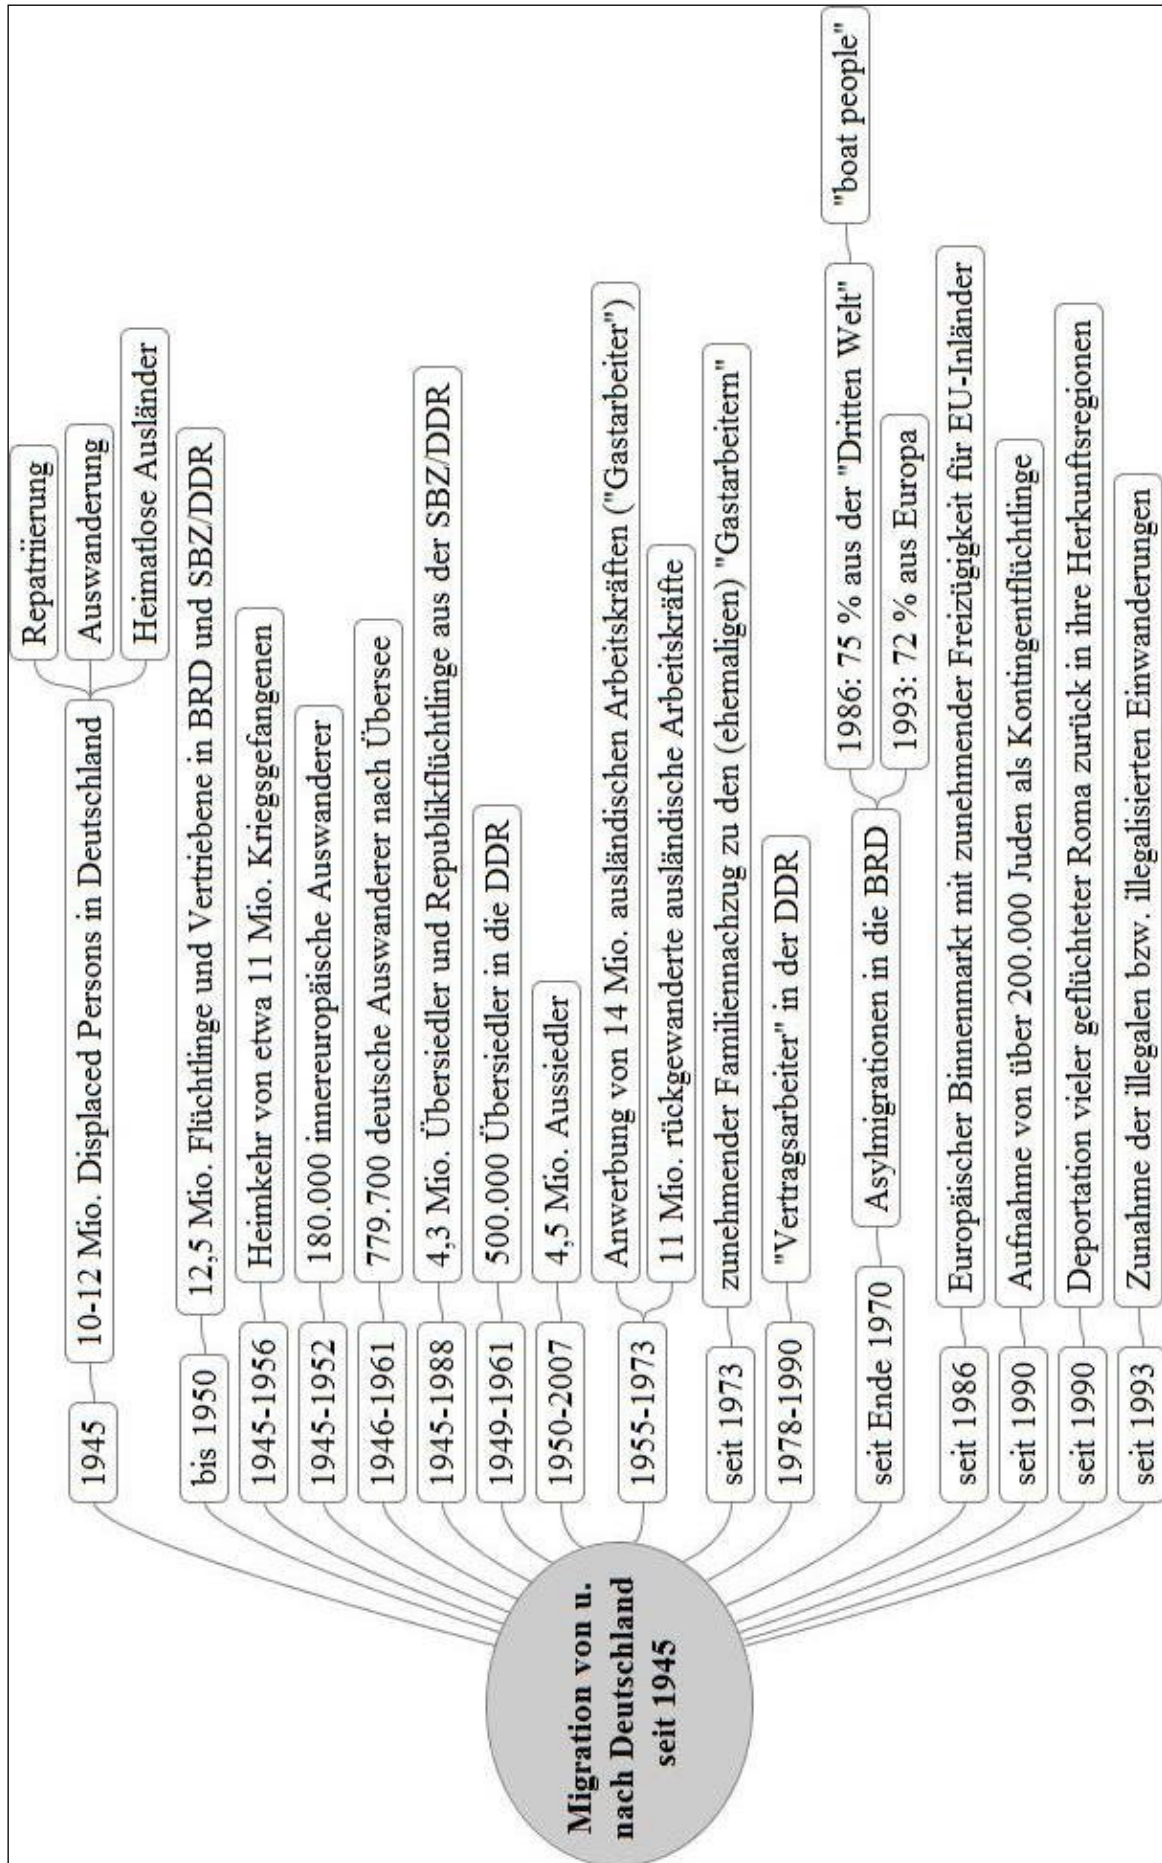 Migration von u.
nach Deutschland
seit 1945
1945
10-12 Mio. Displaced Persons in Deutschland
Repatriierung
Auswanderung
Heimatlose Ausländer
bis 1950
12,5 Mio. Flüchtlinge und Vertriebene in BRD und SBZ/DDR
1945-1956
Heimkehr von etwa 11 Mio. Kriegsgefangenen
1945-1952
180.000 innereuropäische Auswanderer
1946-1961
779.700 deutsche Auswanderer nach Übersee
1945-1988
4,3 Mio. Übersiedler und Republikflüchtlinge aus der SBZ/DDR
1949-1961
500.000 Übersiedler in die DDR
1950-2007
4,5 Mio. Aussiedler
1955-1973
Anwerbung von 14 Mio. ausländischen Arbeitskräften ("Gastarbeiter")
11 Mio. rückgewanderte ausländische Arbeitskräfte
seit 1973
zunehmender Familiennachzug zu den (ehemaligen) "Gastarbeitern"
1978-1990
"Vertragsarbeiter" in der DDR
seit Ende 1970
Asylmigrationen in die BRD
1986: 75 % aus der "Dritten Welt"
"boat people"
1993: 72 % aus Europa
seit 1986
Europäischer Binnenmarkt mit zunehmender Freizügigkeit für EU-Inländer
seit 1990
Aufnahme von über 200.000 Juden als Kontingentflüchtlinge
seit 1990
Deportation vieler geflüchteter Roma zurück in ihre Herkunftsregionen
seit 1993
Zunahme der illegalen bzw. illegalisierten Einwanderungen